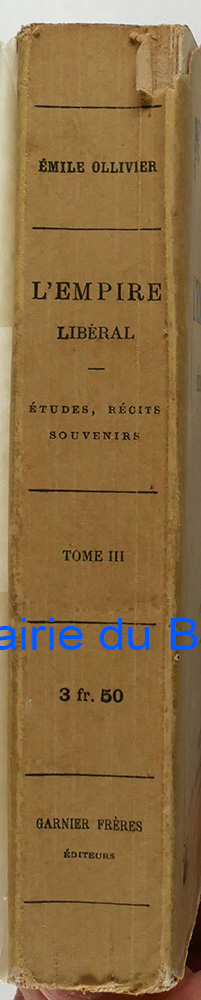 ÉMILE OLLIVIER
L'EMPIRE
LIBÉRAL
ÉTUDES, RÉCITS
SOUVENIRS
TOME III
airie du B
3 fr. 50
GARNIER FRÈRES
ÉDITEURS